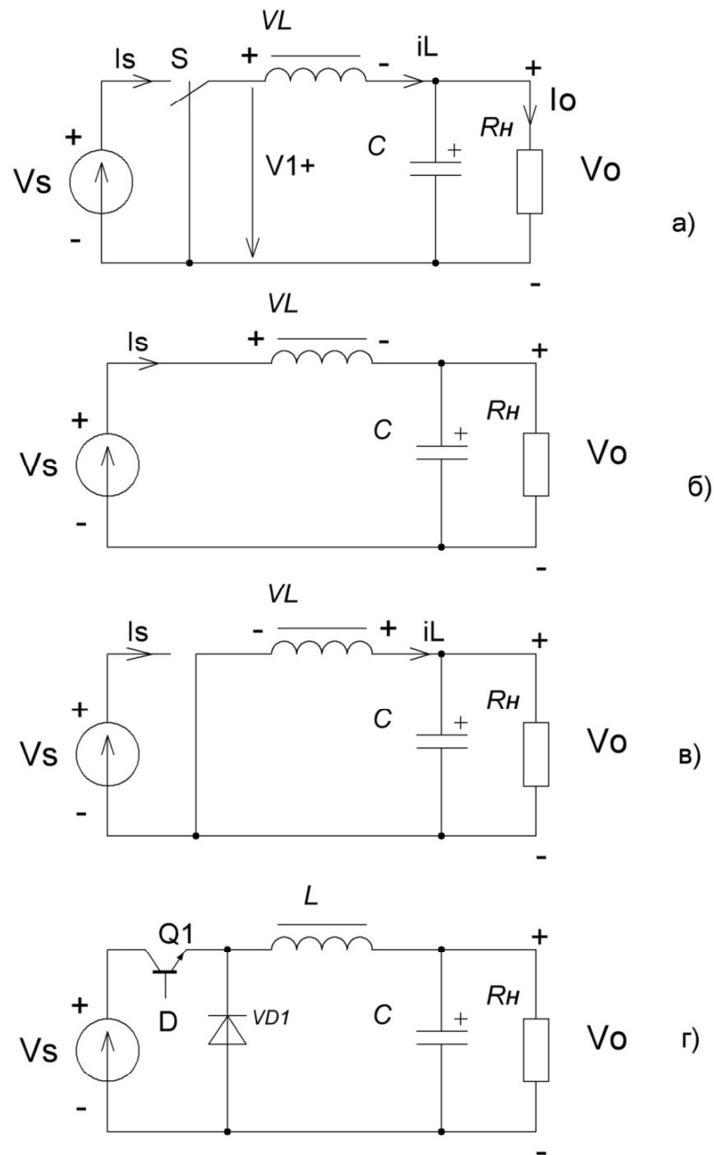 VL
Is S + - iL +
Io
+ C + Rн
Vs V1+ Vo
- а)
-
VL
Is + - +
+ C + Rн
Vs Vo
- б)
-
VL
Is - + iL +
+ C + Rн
Vs Vo в)
-
-
L
Q1 +
+ Rн
D VD1 C +
Vs Vo г)
-
-